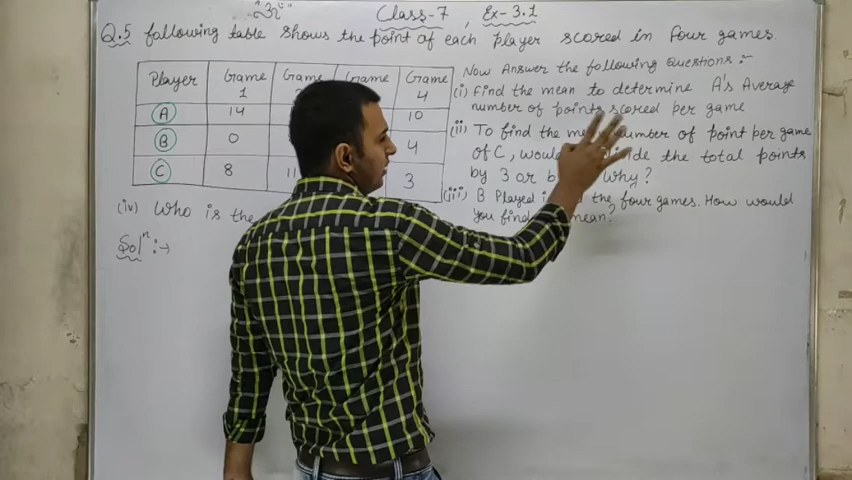 Class-7, Ex-3.1
Q.5 following table shows the point of each player scored in four games.
Player Game 1 Game Game Game 4
A 14 10
B 0 4
C 8 11 3
Now Answer the following Questions:-
(i) Find the mean to determine A's Average
number of points scored per game
(ii) To find the number of point per game
of C, would the total points
by 3 or why?
(iii) B Played the four games. How would
you find mean?
(iv) Who is the
Solⁿ :→